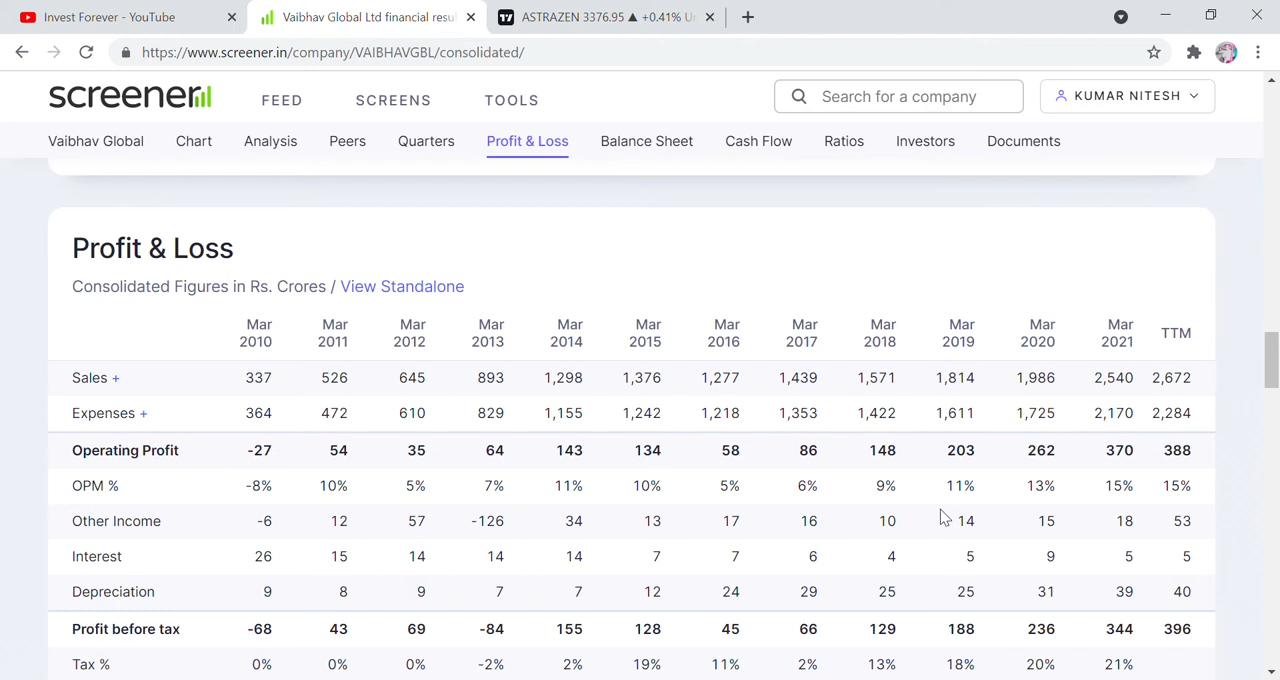 Invest Forever - YouTube
Vaibhav Global Ltd financial resu
ASTRAZEN 3376.95 ▲ +0.41% U
https://www.screener.in/company/VAIBHAVGBL/consolidated/
screener
FEED SCREENS TOOLS
Search for a company
KUMAR NITESH
Vaibhav Global Chart Analysis Peers Quarters Profit & Loss Balance Sheet Cash Flow Ratios Investors Documents
Profit & Loss
Consolidated Figures in Rs. Crores / View Standalone
Mar Mar Mar Mar Mar Mar Mar Mar Mar Mar Mar Mar
2010 2011 2012 2013 2014 2015 2016 2017 2018 2019 2020 2021 TTM
Sales + 337 526 645 893 1,298 1,376 1,277 1,439 1,571 1,814 1,986 2,540 2,672
Expenses + 364 472 610 829 1,155 1,242 1,218 1,353 1,422 1,611 1,725 2,170 2,284
Operating Profit -27 54 35 64 143 134 58 86 148 203 262 370 388
OPM % -8% 10% 5% 7% 11% 10% 5% 6% 9% 11% 13% 15% 15%
Other Income -6 12 57 -126 34 13 17 16 10 14 15 18 53
Interest 26 15 14 14 14 7 7 6 4 5 9 5 5
Depreciation 9 8 9 7 7 12 24 29 25 25 31 39 40
Profit before tax -68 43 69 -84 155 128 45 66 129 188 236 344 396
Tax % 0% 0% 0% -2% 2% 19% 11% 2% 13% 18% 20% 21%